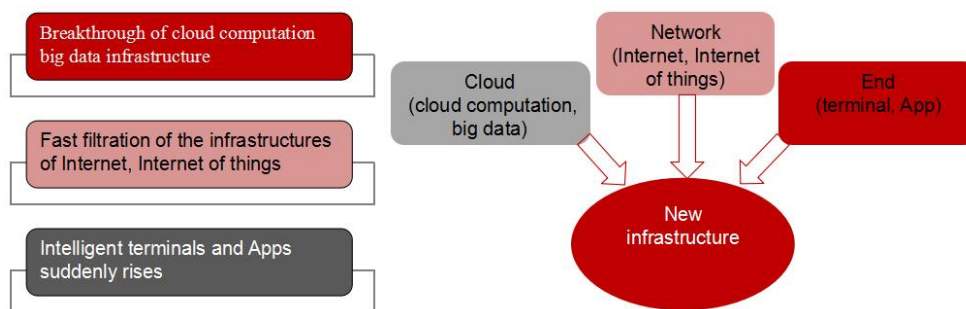 Breakthrough of cloud computation
big data infrastructure
Fast filtration of the infrastructures
of Internet, Internet of things
Intelligent terminals and Apps
suddenly rises
Network
(Internet, Internet
of things)
Cloud
(cloud computation,
big data)
End
(terminal, App)
New
infrastructure